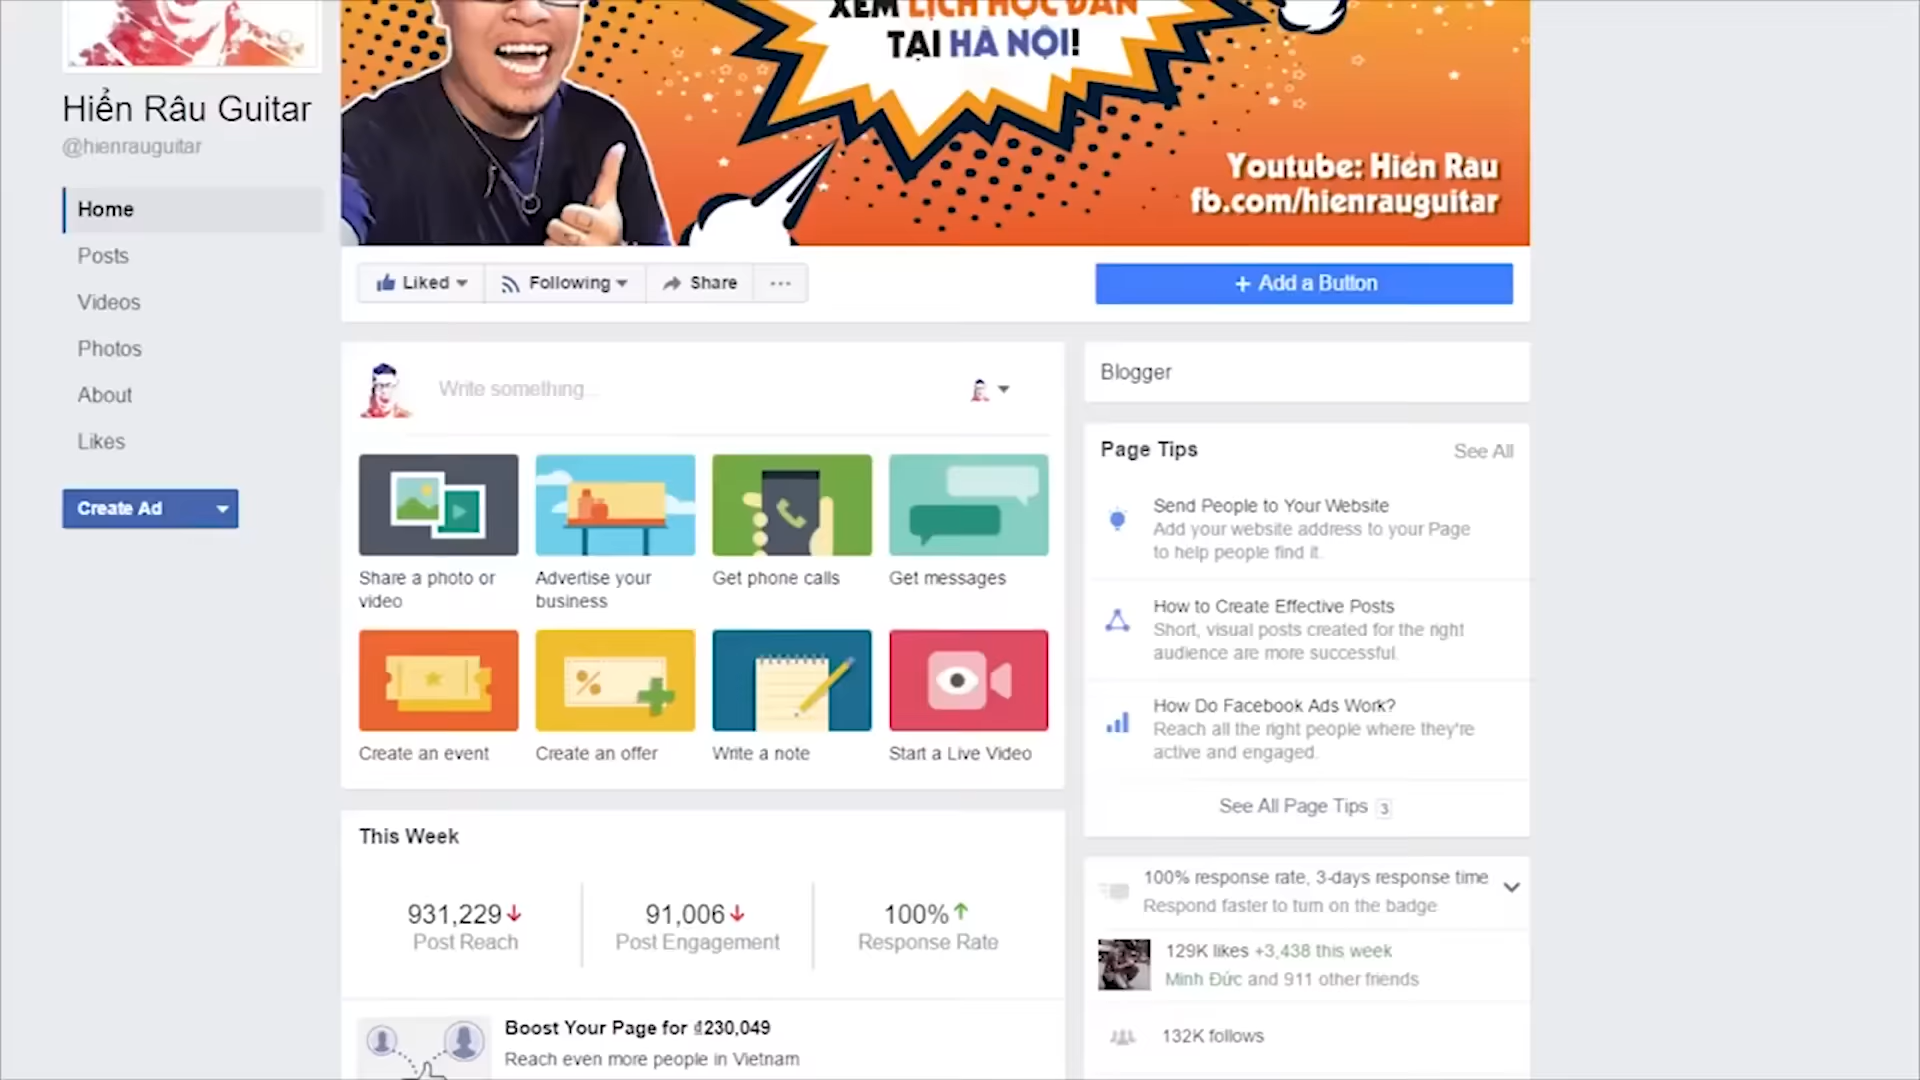 XEM LỊCH HỌC ĐÀN
TẠI HÀ NỘI!
Youtube: Hiển Râu
fb.com/hienrauguitar
Hiển Râu Guitar
@hienrauguitar
Home
Posts
Videos
Photos
About
Likes
Create Ad
Liked
Following
Share
+ Add a Button
Write something...
Share a photo or
video
Advertise your
business
Get phone calls
Get messages
Create an event
Create an offer
Write a note
Start a Live Video
This Week
931,229
Post Reach
91,006
Post Engagement
100%
Response Rate
Boost Your Page for ₫230,049
Reach even more people in Vietnam
Blogger
Page Tips
See All
Send People to Your Website
Add your website address to your Page
to help people find it.
How to Create Effective Posts
Short, visual posts created for the right
audience are more successful.
How Do Facebook Ads Work?
Reach all the right people where they're
active and engaged.
See All Page Tips 3
100% response rate, 3-days response time
Respond faster to turn on the badge
129K likes +3,438 this week
Minh Đức and 911 other friends
132K follows